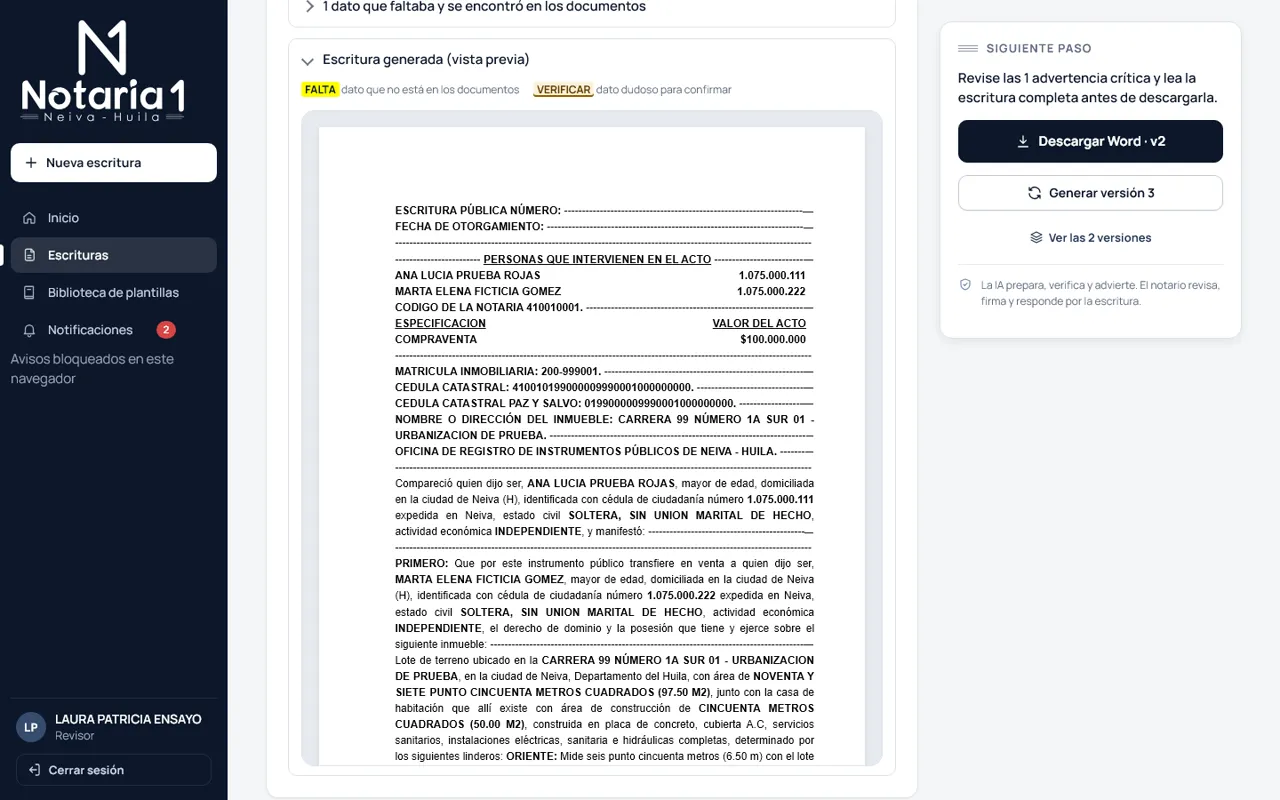 Notaría 1
Neiva - Huila
Nueva escritura
Inicio
Escrituras
Biblioteca de plantillas
Notificaciones 2
Avisos bloqueados en este
navegador
LP
LAURA PATRICIA ENSAYO
Revisor
Cerrar sesión
1 dato que faltaba y se encontró en los documentos
Escritura generada (vista previa)
FALTA dato que no está en los documentos VERIFICAR dato dudoso para confirmar
ESCRITURA PÚBLICA NÚMERO: ---
FECHA DE OTORGAMIENTO: ---
--- PERSONAS QUE INTERVIENEN EN EL ACTO ---
ANA LUCIA PRUEBA ROJAS 1.075.000.111
MARTA ELENA FICTICIA GOMEZ 1.075.000.222
CODIGO DE LA NOTARIA 410010001. ---
ESPECIFICACION VALOR DEL ACTO
COMPRAVENTA $100.000.000
MATRICULA INMOBILIARIA: 200-999001. ---
CEDULA CATASTRAL: 410010199000009990001000000000. ---
CEDULA CATASTRAL PAZ Y SALVO: 0199000009990001000000000. ---
NOMBRE O DIRECCIÓN DEL INMUEBLE: CARRERA 99 NÚMERO 1A SUR 01 -
URBANIZACION DE PRUEBA. ---
OFICINA DE REGISTRO DE INSTRUMENTOS PÚBLICOS DE NEIVA - HUILA. ---
Compareció quien dijo ser, ANA LUCIA PRUEBA ROJAS, mayor de edad, domiciliada
en la ciudad de Neiva (H), identificada con cédula de ciudadanía número 1.075.000.111
expedida en Neiva, estado civil SOLTERA, SIN UNION MARITAL DE HECHO,
actividad económica INDEPENDIENTE, y manifestó: ---
PRIMERO: Que por este instrumento público transfiere en venta a quien dijo ser,
MARTA ELENA FICTICIA GOMEZ, mayor de edad, domiciliada en la ciudad de Neiva
(H), identificada con cédula de ciudadanía número 1.075.000.222 expedida en Neiva,
estado civil SOLTERA, SIN UNION MARITAL DE HECHO, actividad económica
INDEPENDIENTE, el derecho de dominio y la posesión que tiene y ejerce sobre el
siguiente inmueble: ---
Lote de terreno ubicado en la CARRERA 99 NÚMERO 1A SUR 01 - URBANIZACION
DE PRUEBA, en la ciudad de Neiva, Departamento del Huila, con área de NOVENTA Y
SIETE PUNTO CINCUENTA METROS CUADRADOS (97.50 M2), junto con la casa de
habitación que allí existe con área de construcción de CINCUENTA METROS
CUADRADOS (50.00 M2), construida en placa de concreto, cubierta A.C, servicios
sanitarios, instalaciones eléctricas, sanitaria e hidráulicas completas, determinado por
los siguientes linderos: ORIENTE: Mide seis punto cincuenta metros (6.50 m) con el lote
SIGUIENTE PASO
Revise las 1 advertencia crítica y lea la
escritura completa antes de descargarla.
Descargar Word · v2
Generar versión 3
Ver las 2 versiones
La IA prepara, verifica y advierte. El notario revisa,
firma y responde por la escritura.